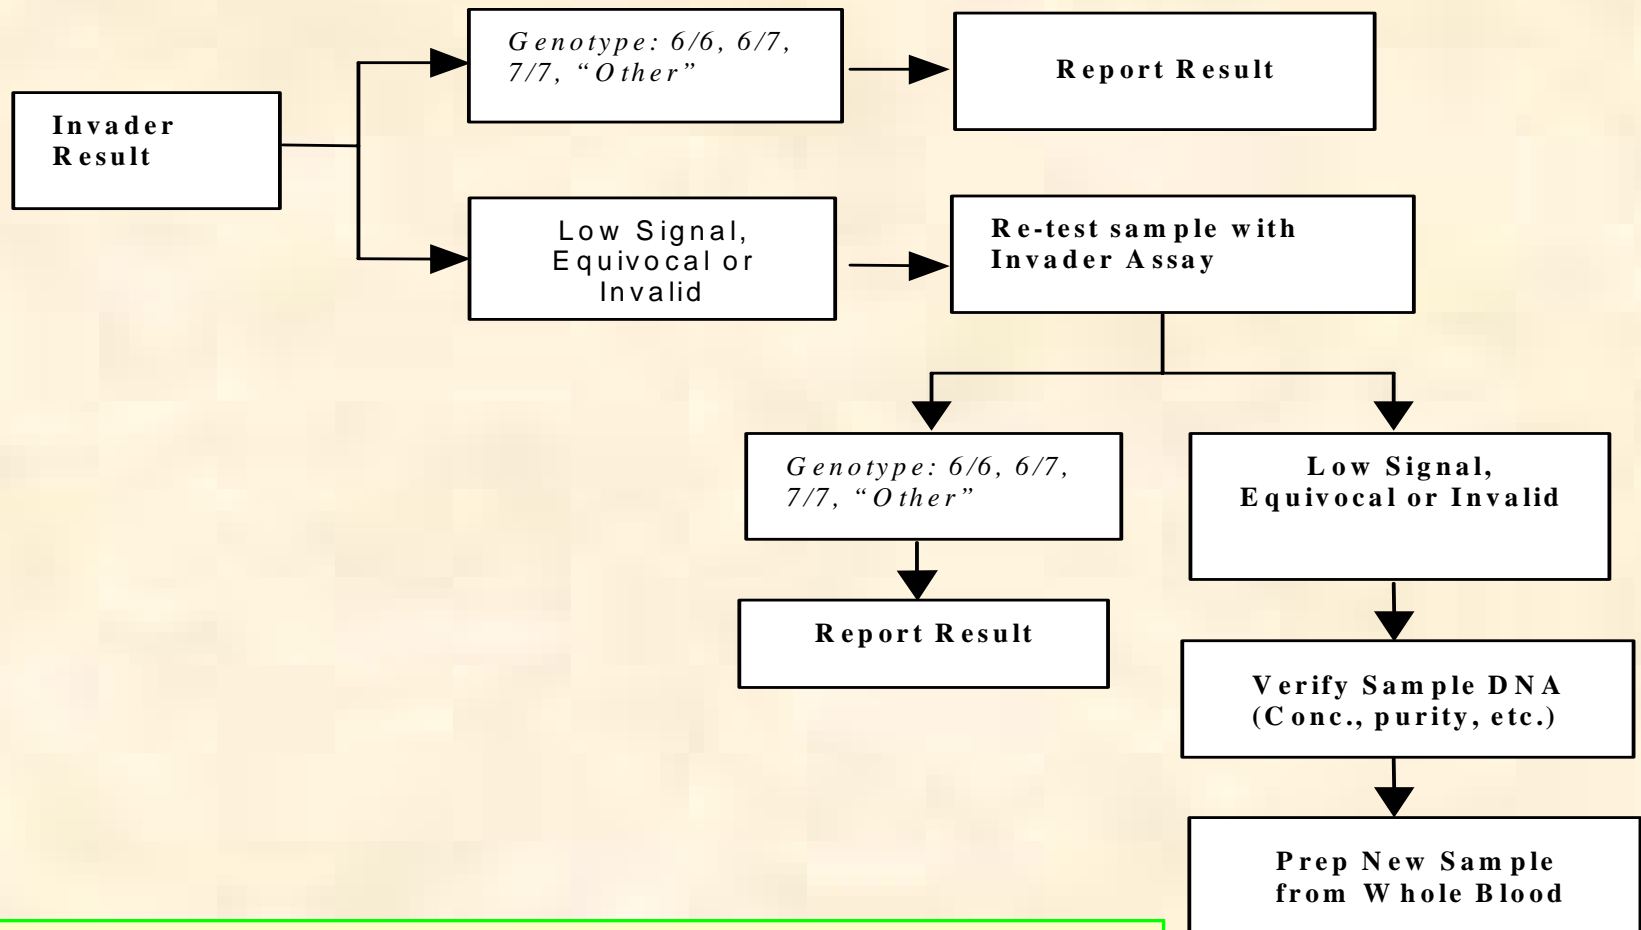 Genotype: 6/6, 6/7,
7/7, “Other”
Report Result
Invader
Result
Low Signal,
Equivocal or
Invalid
Re-test sample with
Invader Assay
Genotype: 6/6, 6/7,
7/7, “Other”
Low Signal,
Equivocal or Invalid
Report Result
Verify Sample DNA
(Conc., purity, etc.)
Prep New Sample
from Whole Blood